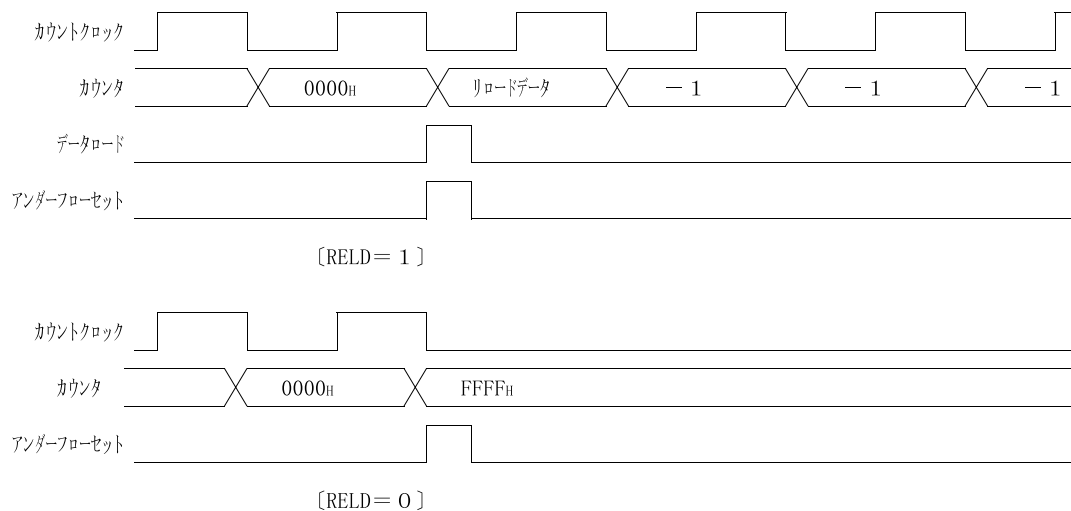 カウントクロック
カウンタ 0000H リロードデータ －1 －1 －1
データロード
アンダーフローセット
〔RELD＝1〕
カウントクロック
カウンタ 0000H FFFFH
アンダーフローセット
〔RELD＝0〕